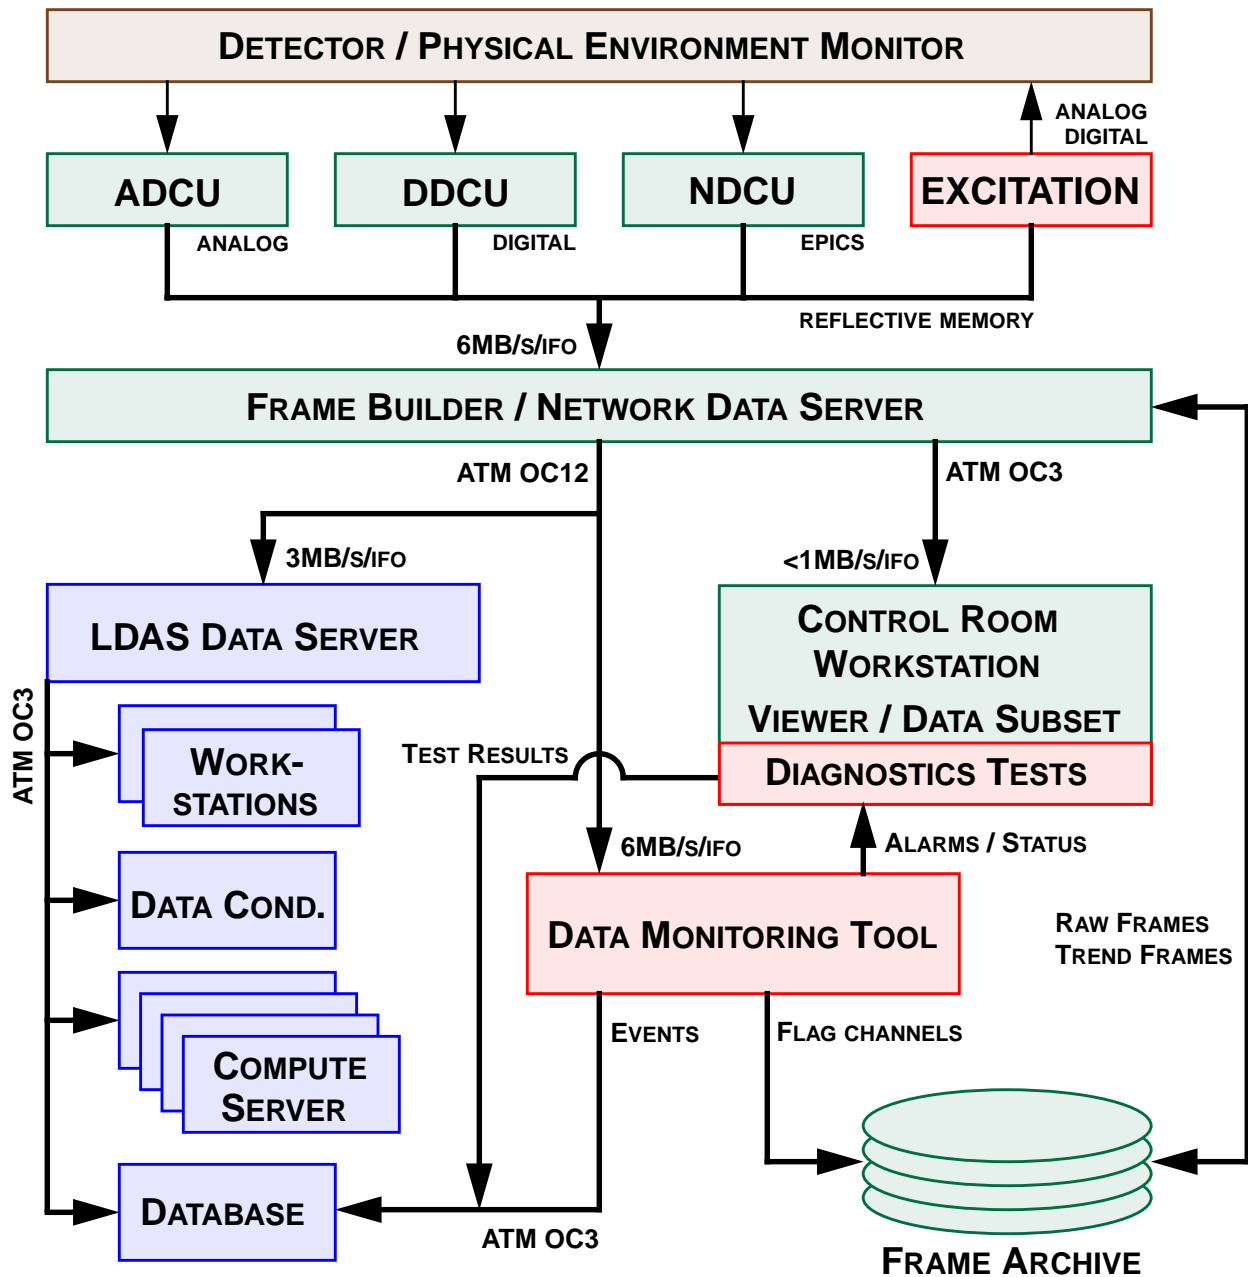 DETECTOR / PHYSICAL ENVIRONMENT MONITOR
ANALOG
DIGITAL
ADCU
DDCU
NDCU
EXCITATION
ANALOG
DIGITAL
EPICS
REFLECTIVE MEMORY
6MB/S/IFO
FRAME BUILDER / NETWORK DATA SERVER
ATM OC12
ATM OC3
3MB/S/IFO
<1MB/S/IFO
LDAS DATA SERVER
CONTROL ROOM
WORKSTATION
VIEWER / DATA SUBSET
DIAGNOSTICS TESTS
ATM OC3
WORK-
STATIONS
TEST RESULTS
6MB/S/IFO
ALARMS / STATUS
DATA COND.
DATA MONITORING TOOL
RAW FRAMES
TREND FRAMES
EVENTS
FLAG CHANNELS
COMPUTE
SERVER
DATABASE
ATM OC3
FRAME ARCHIVE